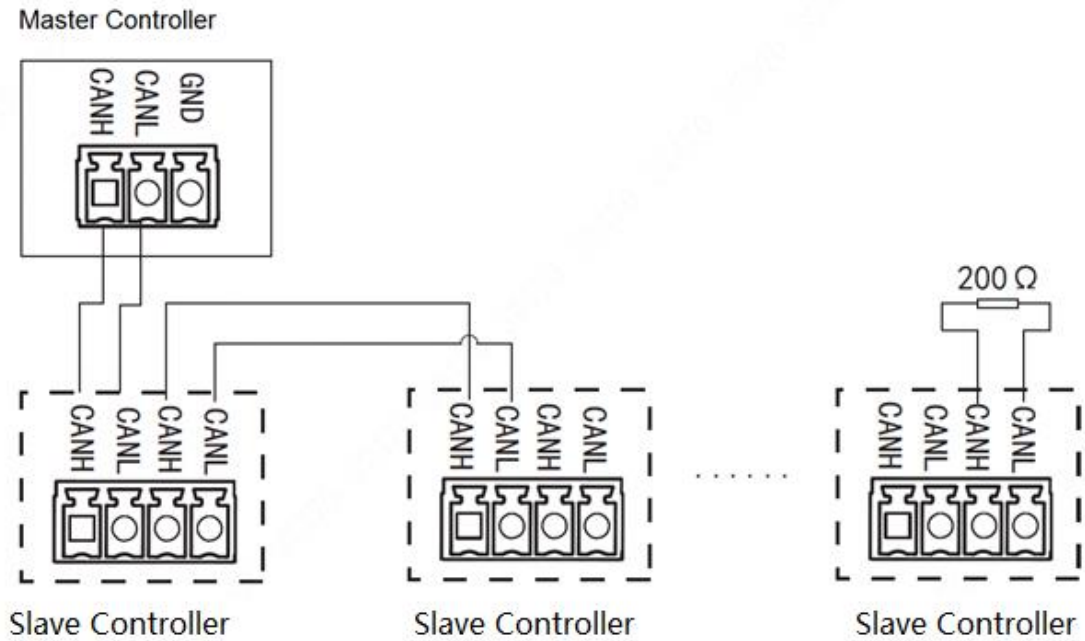 Master Controller
CANH CANL GND
200 Ω
CANH CANL CANH CANL
CANH CANL CANH CANL
. . . . . .
CANH CANL CANH CANL
Slave Controller
Slave Controller
Slave Controller